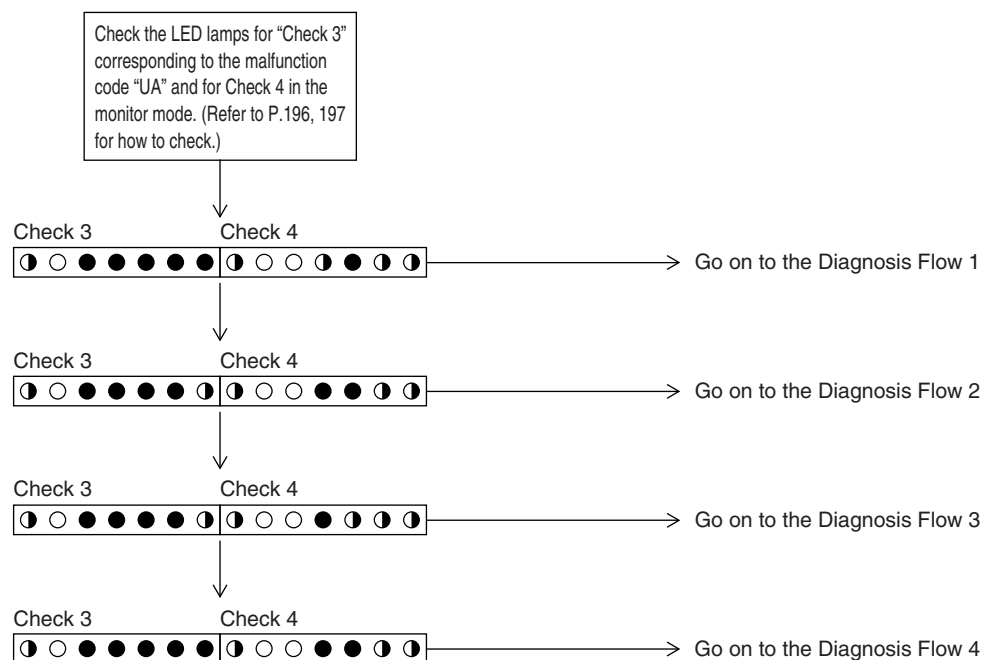 Check the LED lamps for “Check 3”
corresponding to the malfunction
code “UA” and for Check 4 in the
monitor mode. (Refer to P.196, 197
for how to check.)
Check 3 Check 4
Go on to the Diagnosis Flow 1
Check 3 Check 4
Go on to the Diagnosis Flow 2
Check 3 Check 4
Go on to the Diagnosis Flow 3
Check 3 Check 4
Go on to the Diagnosis Flow 4